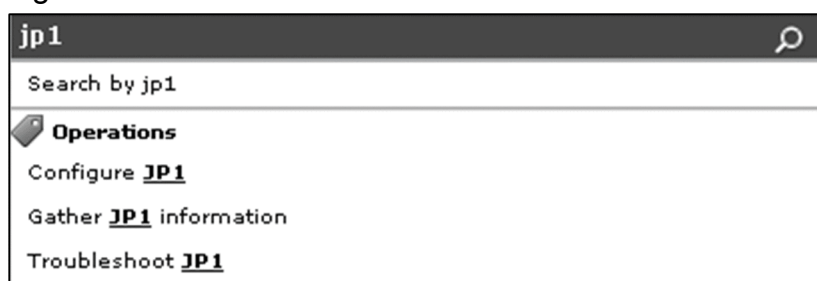 jp1
Search by jp1
Operations
Configure JP1
Gather JP1 information
Troubleshoot JP1